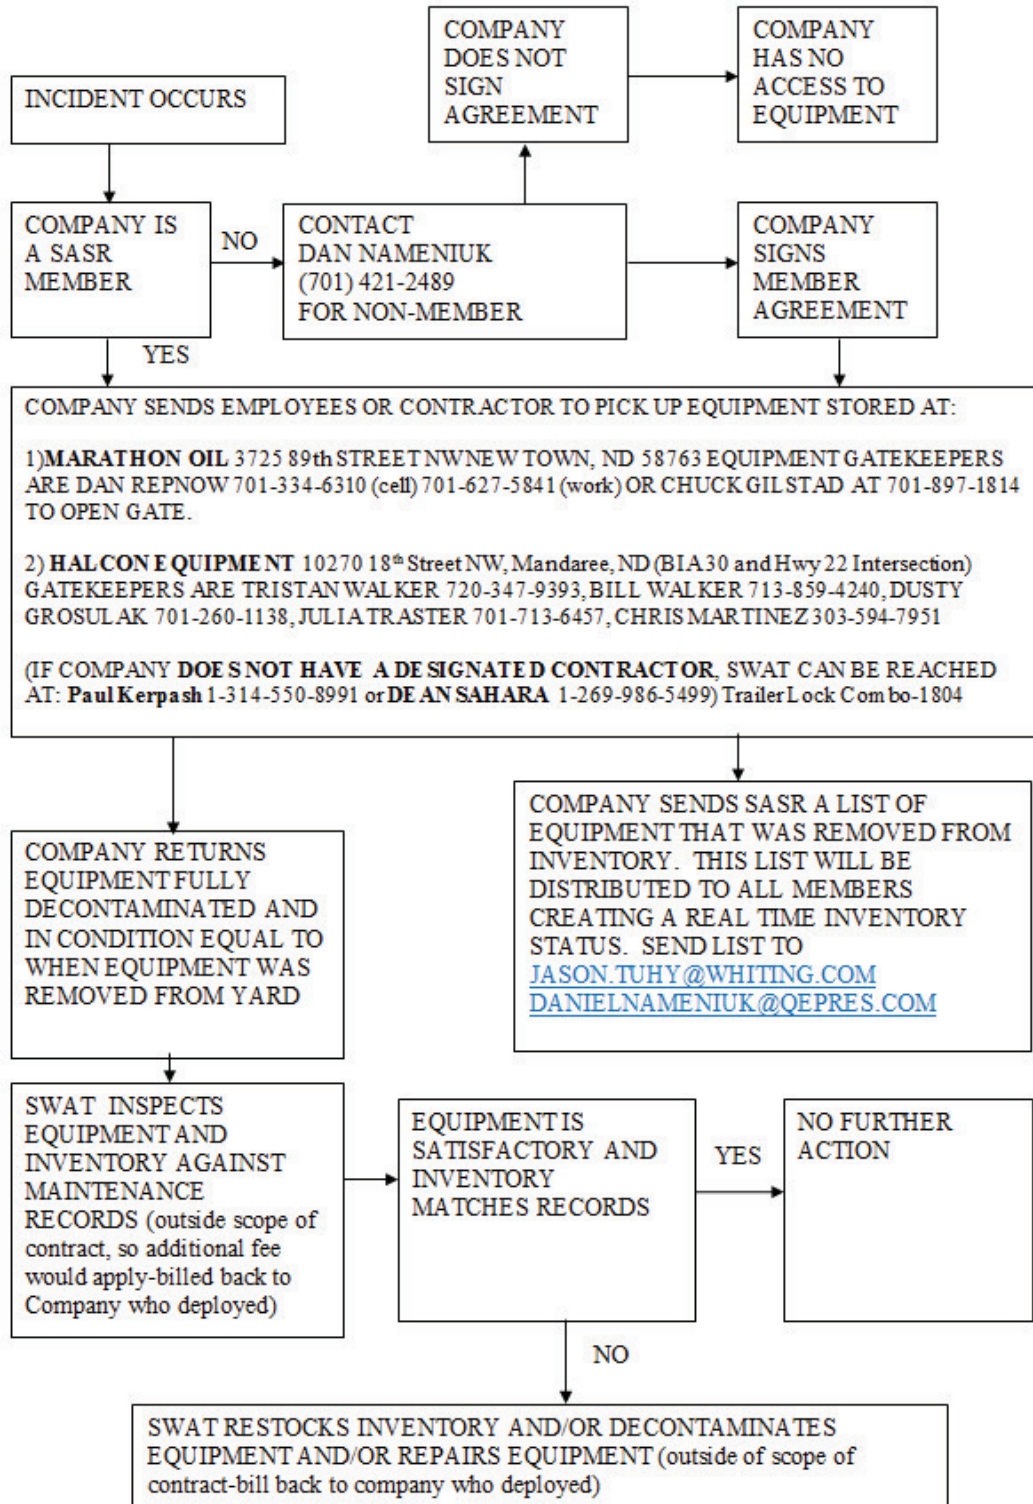 COMPANY
DOES NOT
SIGN
AGREEMENT
COMPANY
HAS NO
ACCESS TO
EQUIPMENT
INCIDENT OCCURS
COMPANY IS
A SASR
MEMBER
NO
CONTACT
DAN NAMENIUK
(701) 421-2489
FOR NON-MEMBER
COMPANY
SIGNS
MEMBER
AGREEMENT
YES
COMPANY SENDS EMPLOYEES OR CONTRACTOR TO PICK UP EQUIPMENT STORED AT:
1)MARATHON OIL 3725 89th STREET NWNEW TOWN, ND 58763 EQUIPMENT GATEKEEPERS
ARE DAN REPNOW 701-334-6310 (cell) 701-627-5841 (work) OR CHUCK GILSTAD AT 701-897-1814
TO OPEN GATE.
2) HALCON EQUIPMENT 10270 18th Street NW, Mandaree, ND (BIA 30 and Hwy 22 Intersection)
GATEKEEPERS ARE TRISTAN WALKER 720-347-9393, BILL WALKER 713-859-4240, DUSTY
GROSULAK 701-260-1138, JULIA TRASTER 701-713-6457, CHRIS MARTINEZ 303-594-7951
(IF COMPANY DOES NOT HAVE A DESIGNATED CONTRACTOR, SWAT CAN BE REACHED
AT: Paul Kerpash 1-314-550-8991 or DEAN SAHARA 1-269-986-5499) Trailer Lock Combo-1804
COMPANY RETURNS
EQUIPMENT FULLY
DECONTAMINATED AND
IN CONDITION EQUAL TO
WHEN EQUIPMENT WAS
REMOVED FROM YARD
COMPANY SENDS SASR A LIST OF
EQUIPMENT THAT WAS REMOVED FROM
INVENTORY. THIS LIST WILL BE
DISTRIBUTED TO ALL MEMBERS
CREATING A REAL TIME INVENTORY
STATUS. SEND LIST TO
JASON.TUHY@WHITING.COM
DANIELNAMENIUK@QEPRES.COM
SWAT INSPECTS
EQUIPMENT AND
INVENTORY AGAINST
MAINTENANCE
RECORDS (outside scope of
contract, so additional fee
would apply-billed back to
Company who deployed)
EQUIPMENT IS
SATISFACTORY AND
INVENTORY
MATCHES RECORDS
YES
NO FURTHER
ACTION
NO
SWAT RESTOCKS INVENTORY AND/OR DECONTAMINATES
EQUIPMENT AND/OR REPAIRS EQUIPMENT (outside of scope of
contract-bill back to company who deployed)